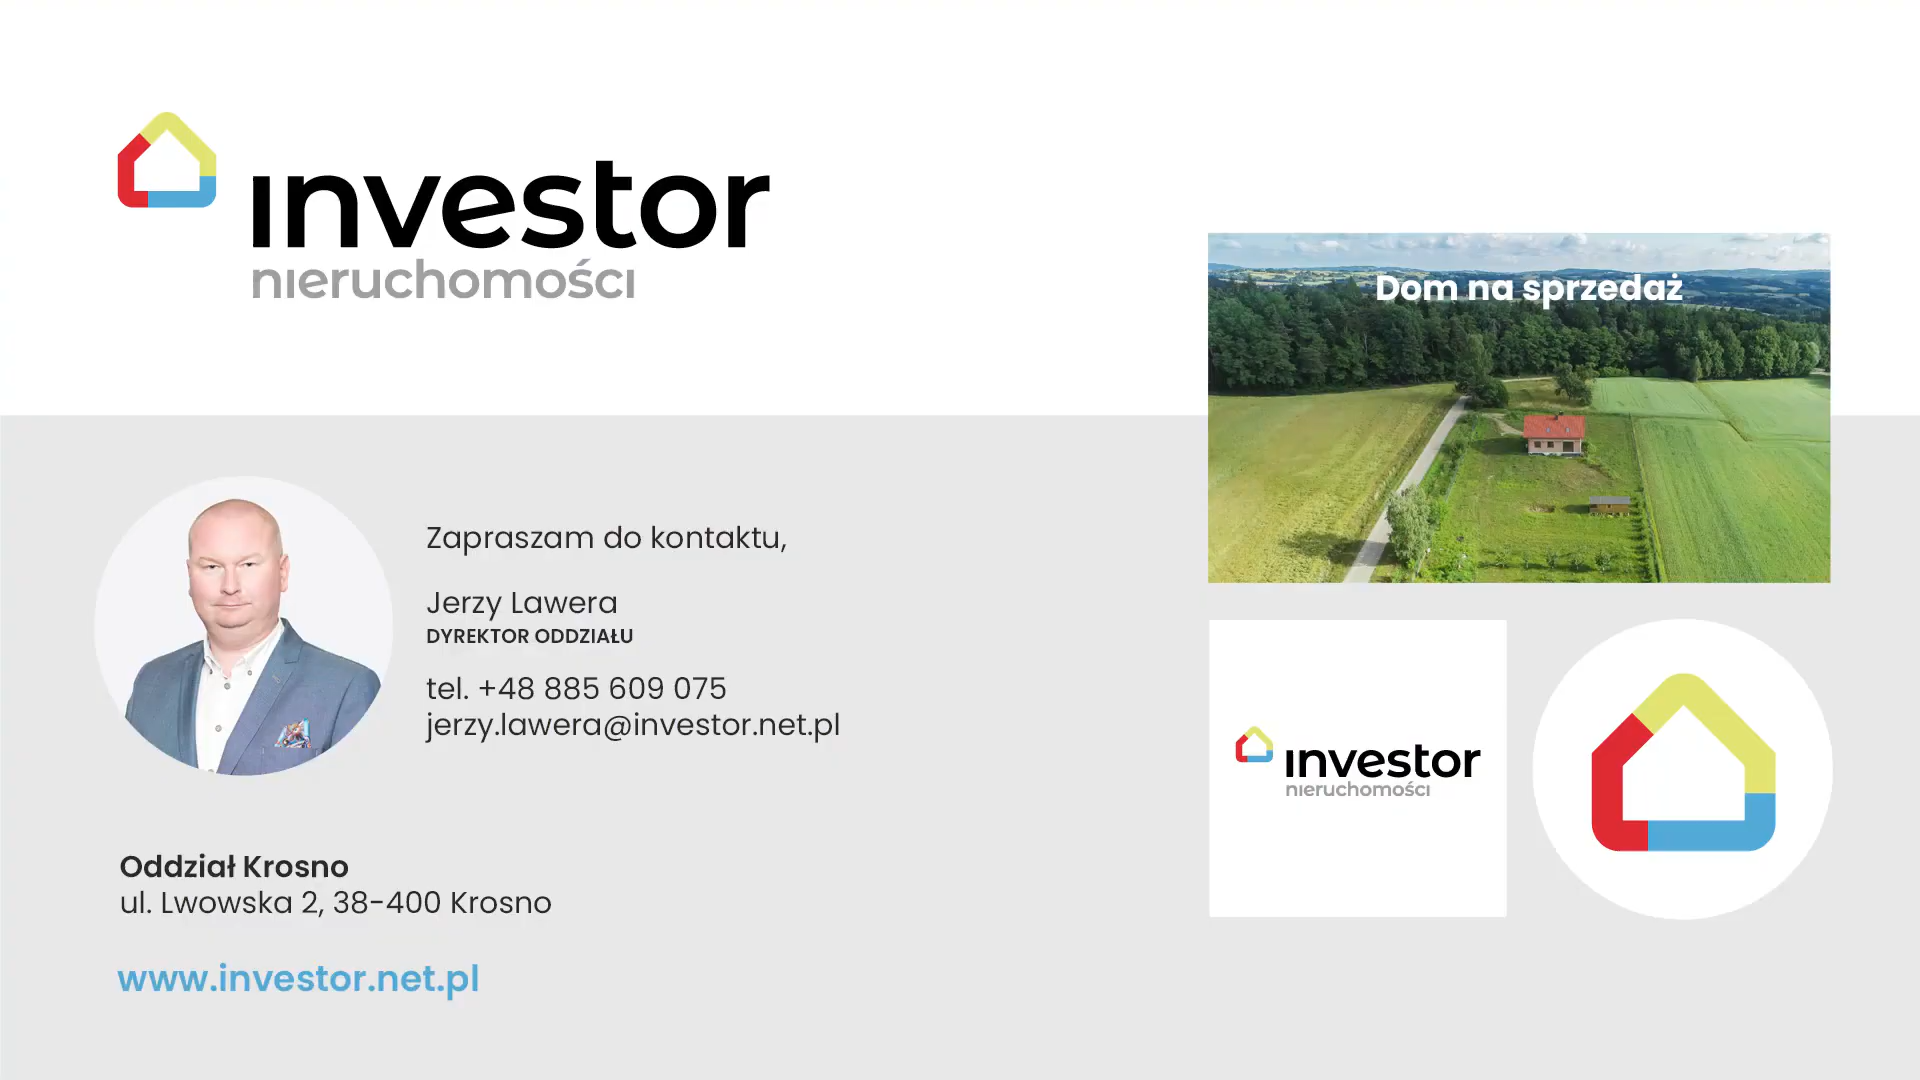 investor
nieruchomości
Dom na sprzedaż
Zapraszam do kontaktu,
Jerzy Lawera
DYREKTOR ODDZIAŁU
tel. +48 885 609 075
jerzy.lawera@investor.net.pl
investor
nieruchomości
Oddział Krosno
ul. Lwowska 2, 38-400 Krosno
www.investor.net.pl